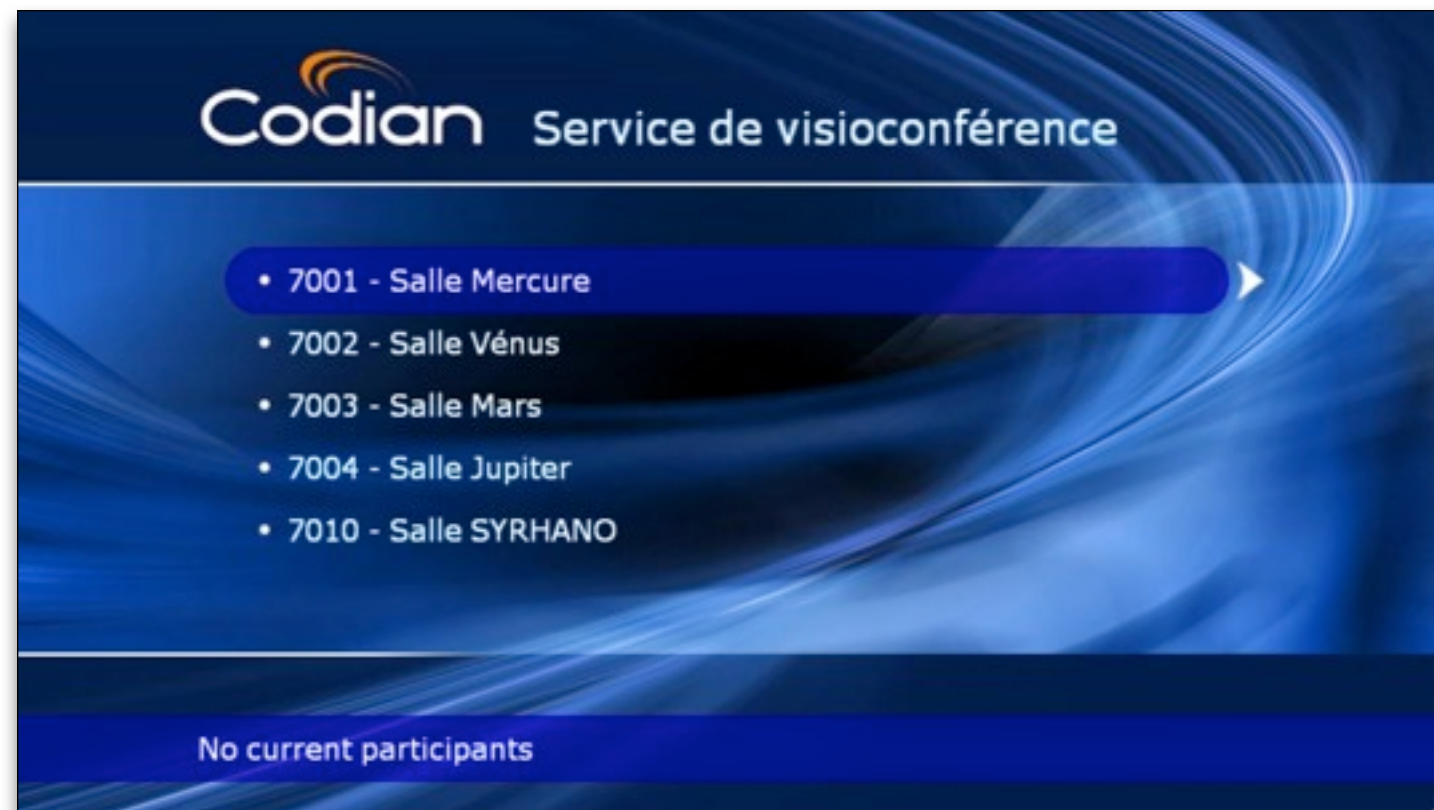 Codian Service de visioconférence
• 7001 - Salle Mercure
• 7002 - Salle Vénus
• 7003 - Salle Mars
• 7004 - Salle Jupiter
• 7010 - Salle SYRHANO
No current participants